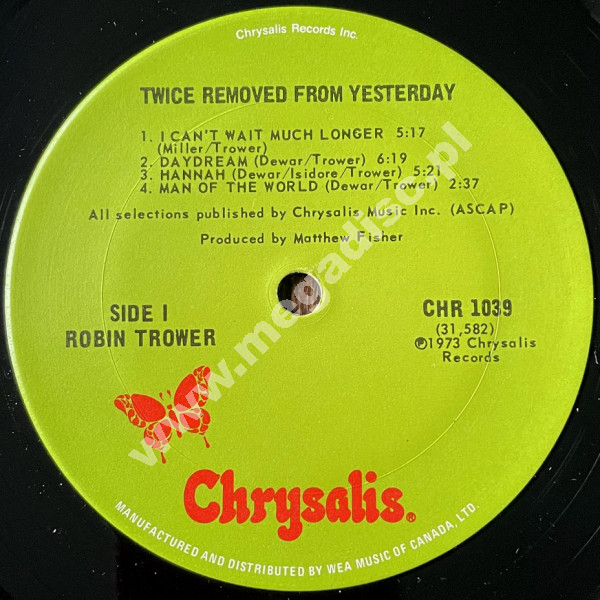 Chrysalis Records Inc.
TWICE REMOVED FROM YESTERDAY
1. I CAN'T WAIT MUCH LONGER 5:17
(Miller/Trower)
2. DAYDREAM (Dewar/Trower) 6:19
3. HANNAH (Dewar/Isidore/Trower) 5:21
4. MAN OF THE WORLD (Dewar/Trower) 2:37
All selections published by Chrysalis Music Inc. (ASCAP)
Produced by Matthew Fisher
SIDE I
ROBIN TROWER
CHR 1039
(31,582)
℗1973 Chrysalis
Records
www.megadisc.pl
Chrysalis®
MANUFACTURED AND DISTRIBUTED BY WEA MUSIC OF CANADA, LTD.